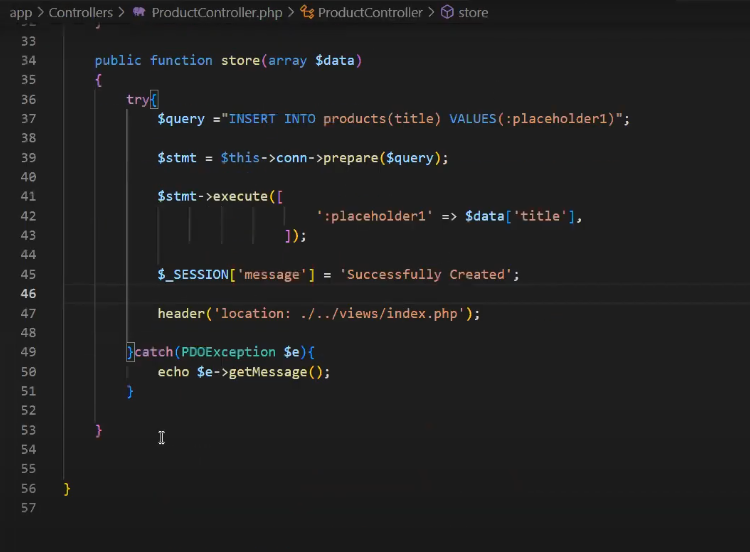 app > Controllers > ProductController.php > ProductController > store
33
34 public function store(array $data)
35 {
36 try{
37 $query ="INSERT INTO products(title) VALUES(:placeholder1)";
38
39 $stmt = $this->conn->prepare($query);
40
41 $stmt->execute([
42 ':placeholder1' => $data['title'],
43 ]);
44
45 $_SESSION['message'] = 'Successfully Created';
46
47 header('location: ./../views/index.php');
48
49 }catch(PDOException $e){
50 echo $e->getMessage();
51 }
52
53 }
54
55
56 }
57